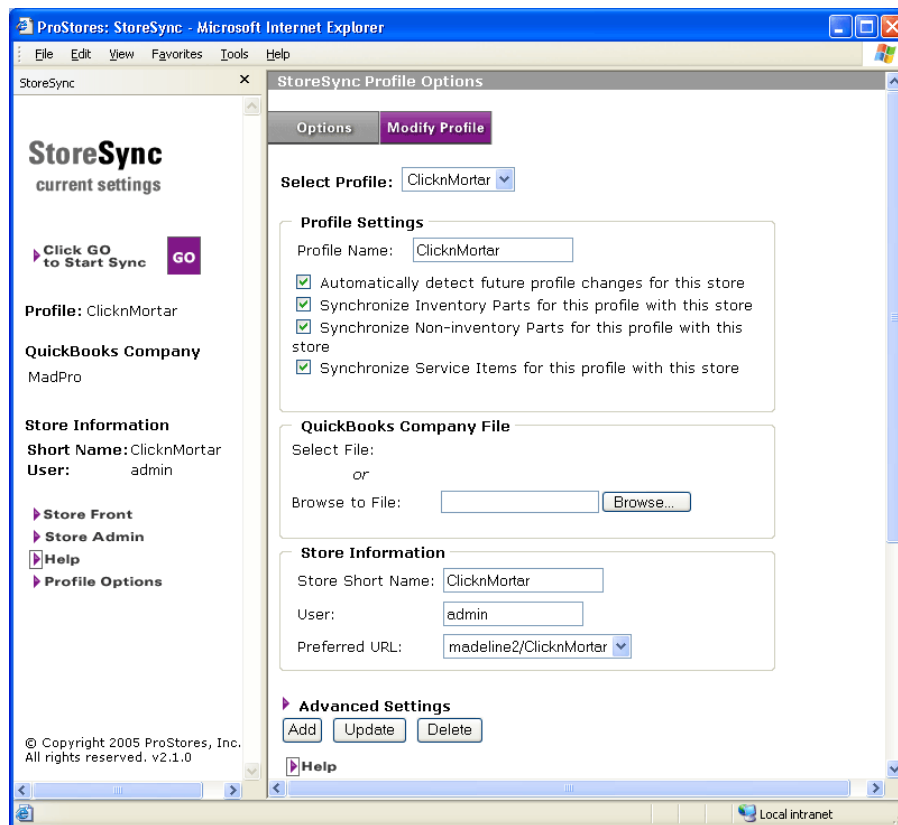 ProStores: StoreSync - Microsoft Internet Explorer
File Edit View Favorites Tools Help
StoreSync
StoreSync
current settings
Click GO
to Start Sync
GO
Profile: ClicknMortar
QuickBooks Company
MadPro
Store Information
Short Name: ClicknMortar
User: admin
Store Front
Store Admin
Help
Profile Options
© Copyright 2005 ProStores, Inc.
All rights reserved. v2.1.0
StoreSync Profile Options
Options
Modify Profile
Select Profile: ClicknMortar
Profile Settings
Profile Name: ClicknMortar
Automatically detect future profile changes for this store
Synchronize Inventory Parts for this profile with this store
Synchronize Non-inventory Parts for this profile with this
store
Synchronize Service Items for this profile with this store
QuickBooks Company File
Select File:
or
Browse to File: Browse...
Store Information
Store Short Name: ClicknMortar
User: admin
Preferred URL: madeline2/ClicknMortar
Advanced Settings
Add Update Delete
Help
Local intranet